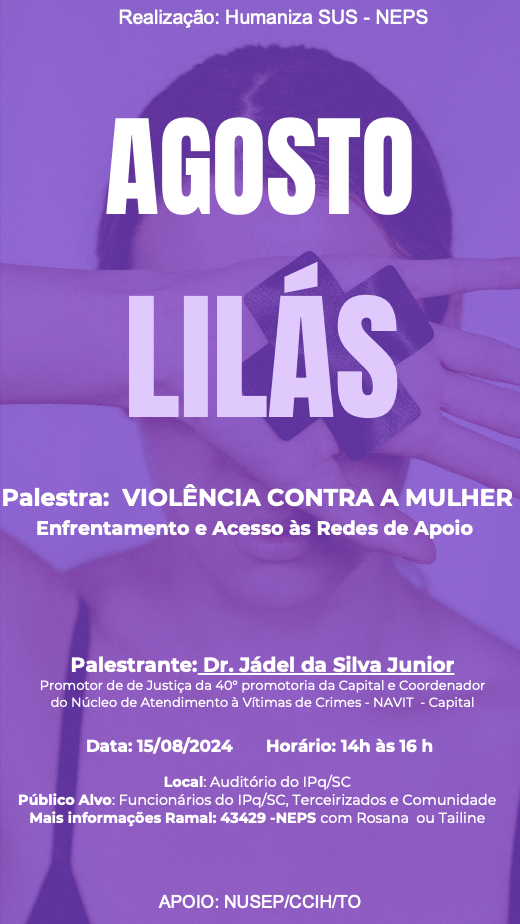 Realização: Humaniza SUS - NEPS
AGOSTO
LILÁS
Palestra: VIOLÊNCIA CONTRA A MULHER
Enfrentamento e Acesso às Redes de Apoio
Palestrante: Dr. Jádel da Silva Junior
Promotor de de Justiça da 40º promotoria da Capital e Coordenador
do Núcleo de Atendimento à Vítimas de Crimes - NAVIT - Capital
Data: 15/08/2024 Horário: 14h às 16 h
Local: Auditório do IPq/SC
Público Alvo: Funcionários do IPq/SC, Terceirizados e Comunidade
Mais informações Ramal: 43429 -NEPS com Rosana ou Tailine
APOIO: NUSEP/CCIH/TO